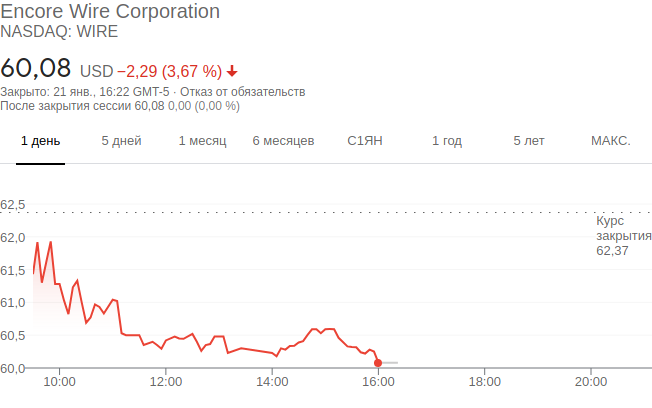 Encore Wire Corporation
NASDAQ: WIRE
60,08 USD −2,29 (3,67 %)
Закрыто: 21 янв., 16:22 GMT-5 · Отказ от обязательств
После закрытия сессии 60,08 0,00 (0,00 %)
1 день 5 дней 1 месяц 6 месяцев С1ЯН 1 год 5 лет МАКС.
62,5
Курс
закрытия
62,37
62,0
61,5
61,0
60,5
60,0
10:00 12:00 14:00 16:00 18:00 20:00